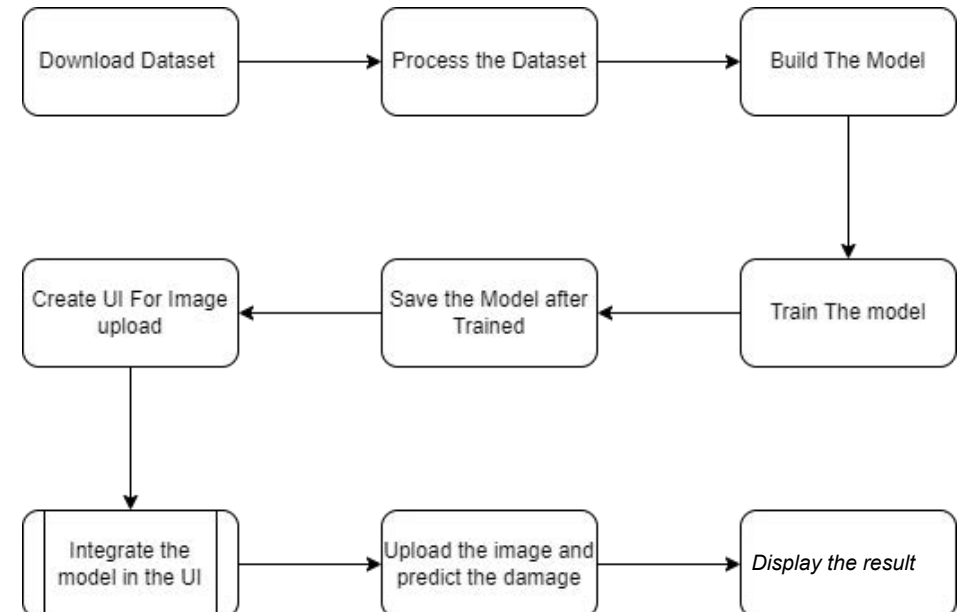 Download Dataset
Process the Dataset
Build The Model
Create UI For Image
upload
Save the Model after
Trained
Train The model
Integrate the
model in the UI
Upload the image and
predict the damage
Display the result